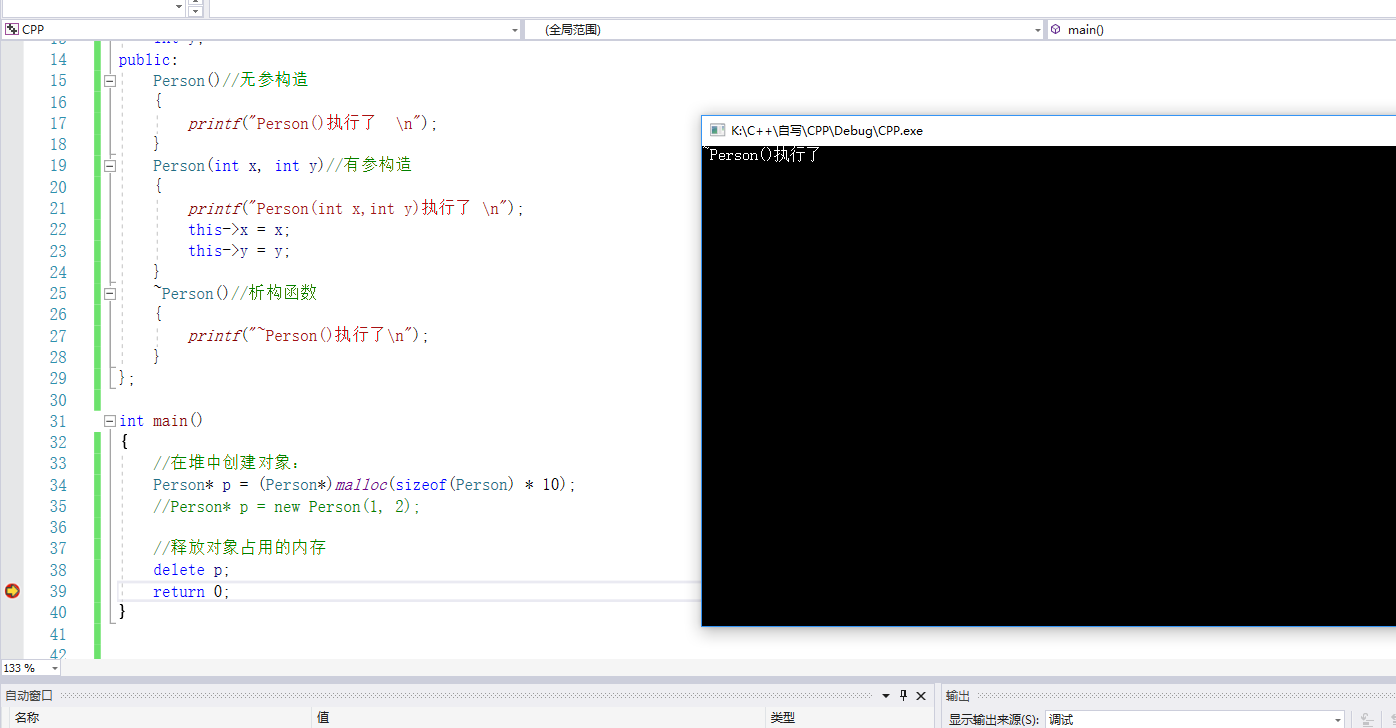 CPP (全局范围) main()
14 public:
15 Person()//无参构造
16 {
17 printf("Person()执行了  \n");
18 }
19 Person(int x, int y)//有参构造
20 {
21 printf("Person(int x,int y)执行了 \n");
22 this->x = x;
23 this->y = y;
24 }
25 ~Person()//析构函数
26 {
27 printf("~Person()执行了\n");
28 }
29 };
30
31 int main()
32 {
33 //在堆中创建对象:
34 Person* p = (Person*)malloc(sizeof(Person) * 10);
35 //Person* p = new Person(1, 2);
36
37 //释放对象占用的内存
38 delete p;
39 return 0;
40 }
41
42
K:\C++\自写\CPP\Debug\CPP.exe
~Person()执行了
133 %
自动窗口
名称 值 类型
输出
显示输出来源(S): 调试